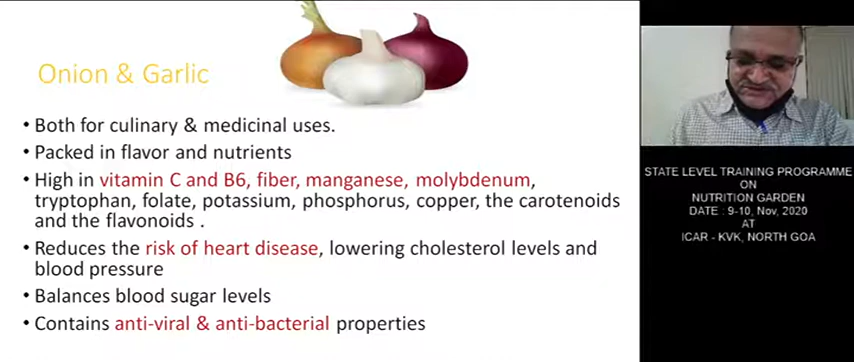 Onion & Garlic
• Both for culinary & medicinal uses.
• Packed in flavor and nutrients
• High in vitamin C and B6, fiber, manganese, molybdenum,
tryptophan, folate, potassium, phosphorus, copper, the carotenoids
and the flavonoids .
• Reduces the risk of heart disease, lowering cholesterol levels and
blood pressure
• Balances blood sugar levels
• Contains anti-viral & anti-bacterial properties
STATE LEVEL TRAINING PROGRAMME
ON
NUTRITION GARDEN
DATE : 9-10, Nov, 2020
AT
ICAR - KVK, NORTH GOA